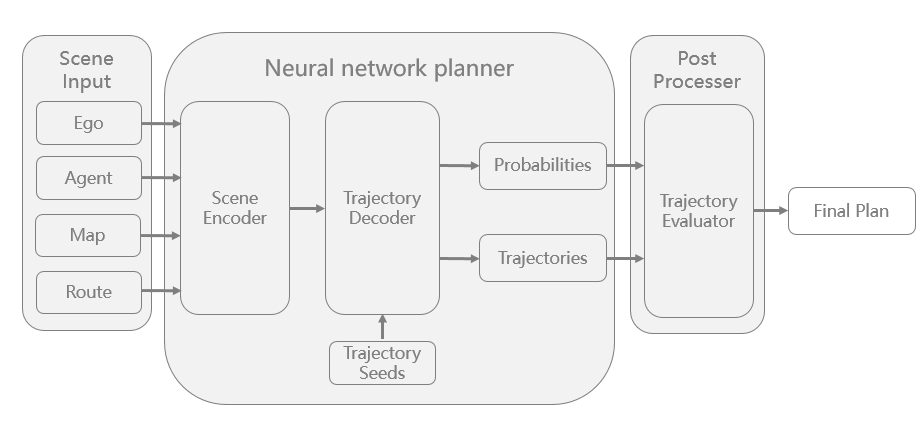 Scene
Input
Ego
Agent
Map
Route
Neural network planner
Scene
Encoder
Trajectory
Decoder
Trajectory
Seeds
Probabilities
Trajectories
Post
Processer
Trajectory
Evaluator
Final Plan